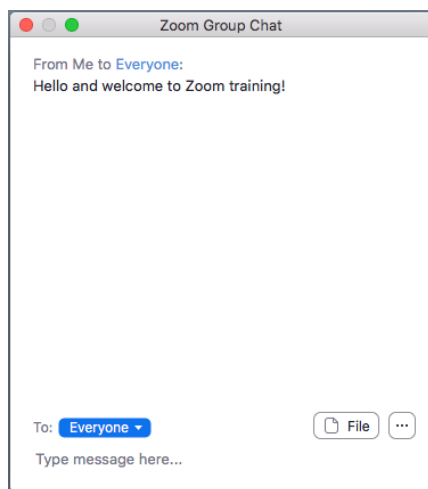 Zoom Group Chat
From Me to Everyone:
Hello and welcome to Zoom training!
To: Everyone File ...
Type message here...